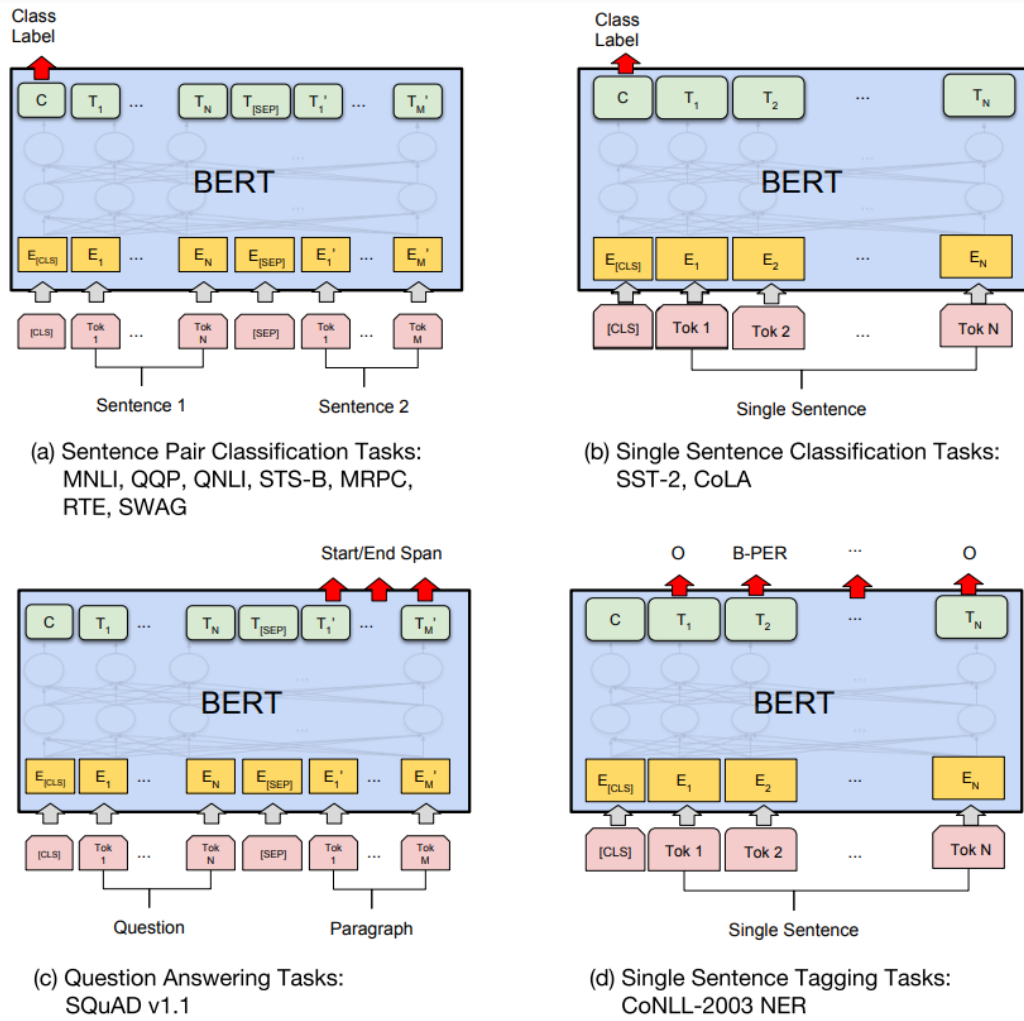 Class
Label
C T1 ... TN T[SEP] T1' ... TM'
...
BERT
...
E[CLS] E1 ... EN E[SEP] E1' ... EM'
[CLS] Tok 1 ... Tok N [SEP] Tok 1 ... Tok M
Sentence 1 Sentence 2
(a) Sentence Pair Classification Tasks:
MNLI, QQP, QNLI, STS-B, MRPC,
RTE, SWAG
Class
Label
C T1 T2 ... TN
...
BERT
...
E[CLS] E1 E2 ... EN
[CLS] Tok 1 Tok 2 ... Tok N
Single Sentence
(b) Single Sentence Classification Tasks:
SST-2, CoLA
Start/End Span
C T1 ... TN T[SEP] T1' ... TM'
...
BERT
...
E[CLS] E1 ... EN E[SEP] E1' ... EM'
[CLS] Tok 1 ... Tok N [SEP] Tok 1 ... Tok M
Question Paragraph
(c) Question Answering Tasks:
SQuAD v1.1
O B-PER ... O
C T1 T2 ... TN
...
BERT
...
E[CLS] E1 E2 ... EN
[CLS] Tok 1 Tok 2 ... Tok N
Single Sentence
(d) Single Sentence Tagging Tasks:
CoNLL-2003 NER